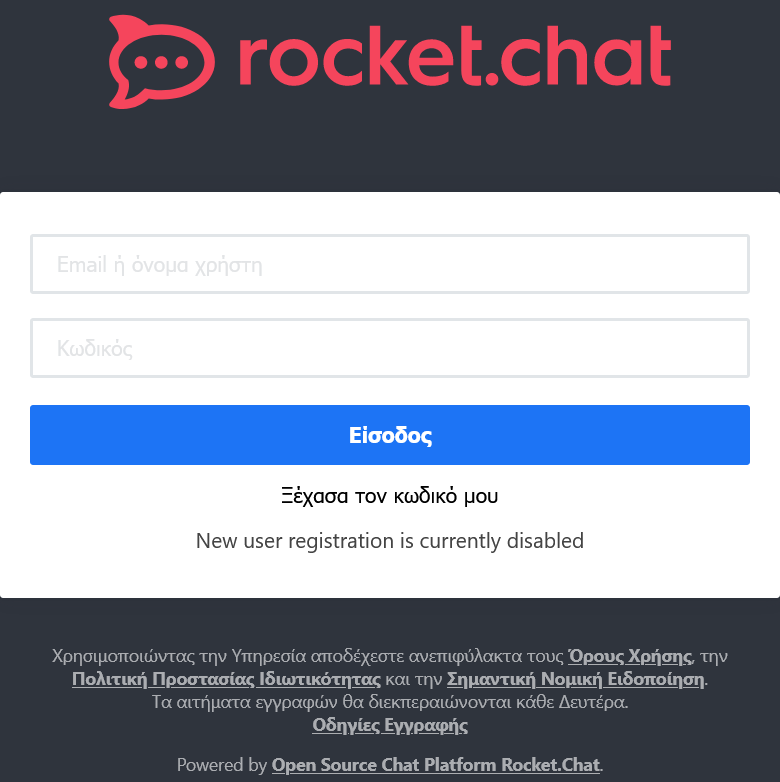 rocket.chat
Email ή όνομα χρήστη
Κωδικός
Είσοδος
Ξέχασα τον κωδικό μου
New user registration is currently disabled
Χρησιμοποιώντας την Υπηρεσία αποδέχεστε ανεπιφύλακτα τους Όρους Χρήσης, την
Πολιτική Προστασίας Ιδιωτικότητας και την Σημαντική Νομική Ειδοποίηση.
Τα αιτήματα εγγραφών θα διεκπεραιώνονται κάθε Δευτέρα.
Οδηγίες Εγγραφής
Powered by Open Source Chat Platform Rocket.Chat.